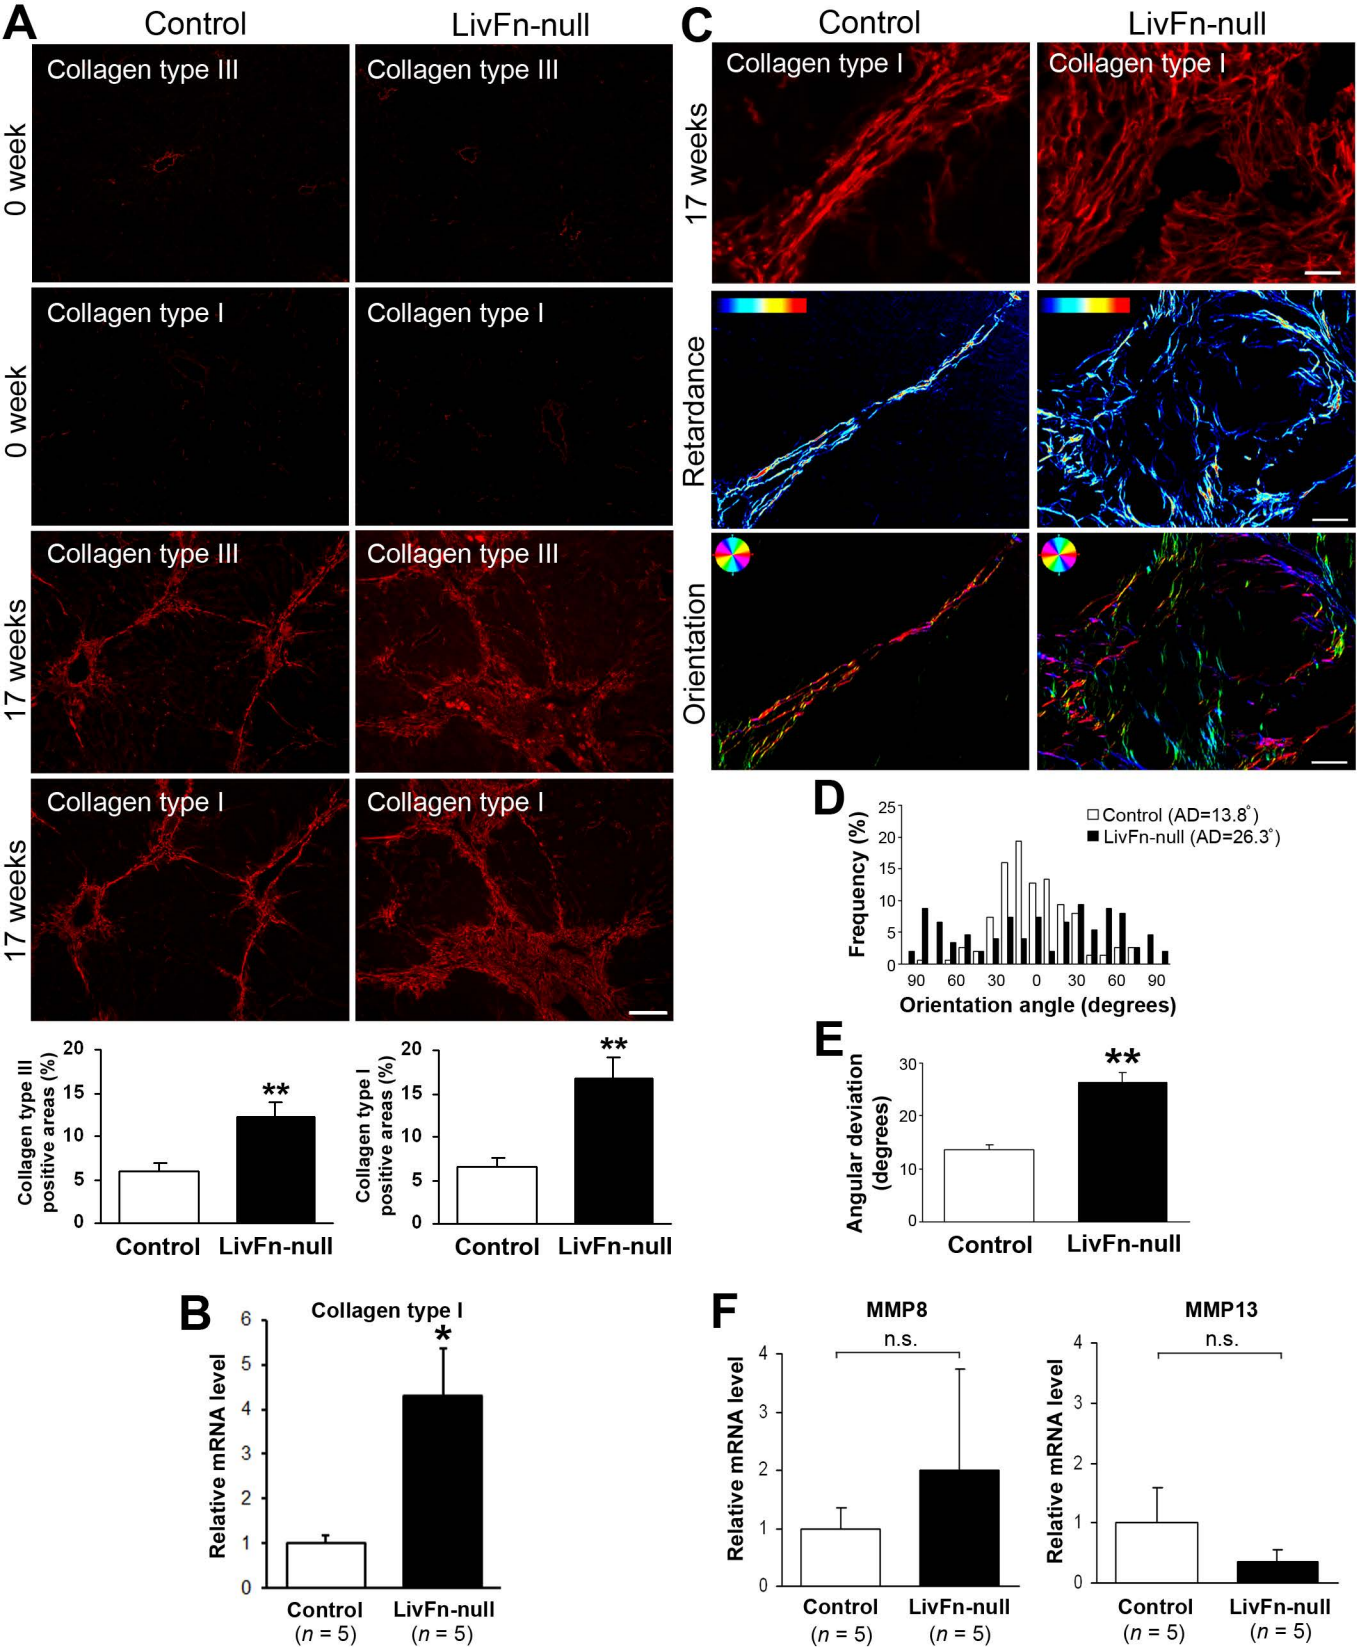 A
Control
LivFn-null
0 week
Collagen type III
Collagen type III
0 week
Collagen type I
Collagen type I
17 weeks
Collagen type III
Collagen type III
17 weeks
Collagen type I
Collagen type I
Collagen type III
positive areas (%)
20
15
10
5
0
**
Control
LivFn-null
Collagen type I
positive areas (%)
20
15
10
5
0
**
Control
LivFn-null
B
Collagen type I
Relative mRNA level
6
5
4
3
2
1
0
*
Control
(n = 5)
LivFn-null
(n = 5)
C
Control
LivFn-null
17 weeks
Collagen type I
Collagen type I
Retardance
Orientation
D
Frequency (%)
25
20
15
10
5
0
Control (AD=13.8°)
LivFn-null (AD=26.3°)
90 60 30 0 30 60 90
Orientation angle (degrees)
E
Angular deviation
(degrees)
30
20
10
0
**
Control
LivFn-null
F
MMP8
Relative mRNA level
4
3
2
1
0
n.s.
Control
(n = 5)
LivFn-null
(n = 5)
MMP13
Relative mRNA level
4
3
2
1
0
n.s.
Control
(n = 5)
LivFn-null
(n = 5)